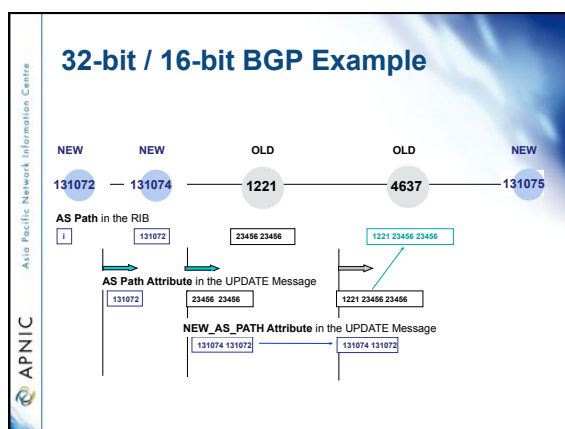 32-bit / 16-bit BGP Example
NEW NEW OLD OLD NEW
131072 131074 1221 4637 131075
AS Path in the RIB
i 131072 23456 23456 1221 23456 23456
AS Path Attribute in the UPDATE Message
131072 23456 23456 1221 23456 23456
NEW_AS_PATH Attribute in the UPDATE Message
131074 131072 131074 131072
Asia Pacific Network Information Centre
APNIC